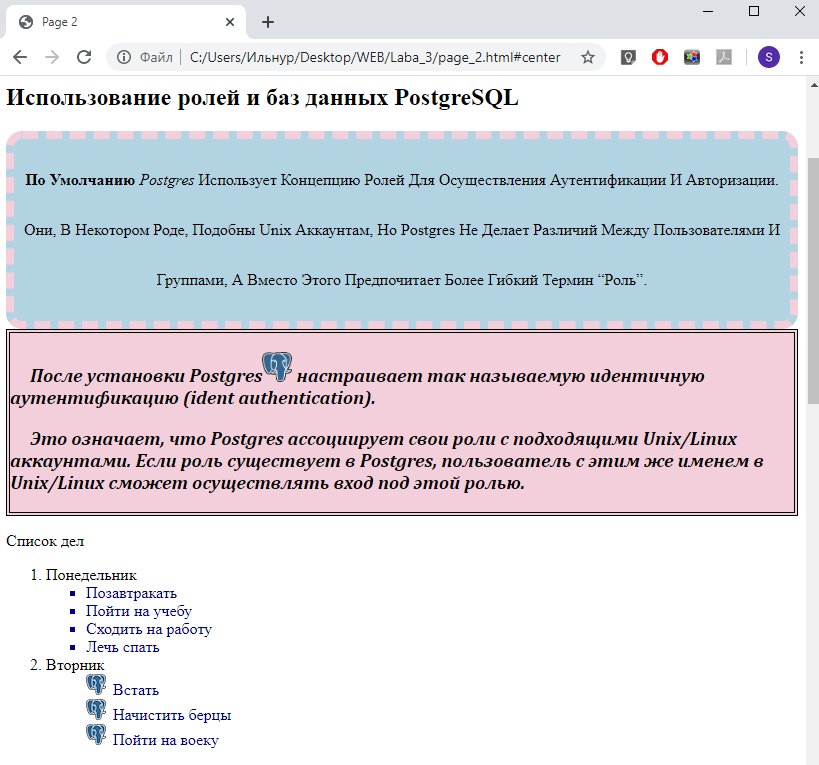 Page 2
Файл C:/Users/Ильнур/Desktop/WEB/Laba_3/page_2.html#center
S
Использование ролей и баз данных PostgreSQL
По Умолчанию Postgres Использует Концепцию Ролей Для Осуществления Аутентификации И Авторизации.
Они, В Некотором Роде, Подобны Unix Аккаунтам, Но Postgres Не Делает Различий Между Пользователями И
Группами, А Вместо Этого Предпочитает Более Гибкий Термин “Роль”.
После установки Postgres настраивает так называемую идентичную
аутентификацию (ident authentication).
Это означает, что Postgres ассоциирует свои роли с подходящими Unix/Linux
аккаунтами. Если роль существует в Postgres, пользователь с этим же именем в
Unix/Linux сможет осуществлять вход под этой ролью.
Список дел
1. Понедельник
Позавтракать
Пойти на учебу
Сходить на работу
Лечь спать
2. Вторник
Встать
Начистить берцы
Пойти на воеку